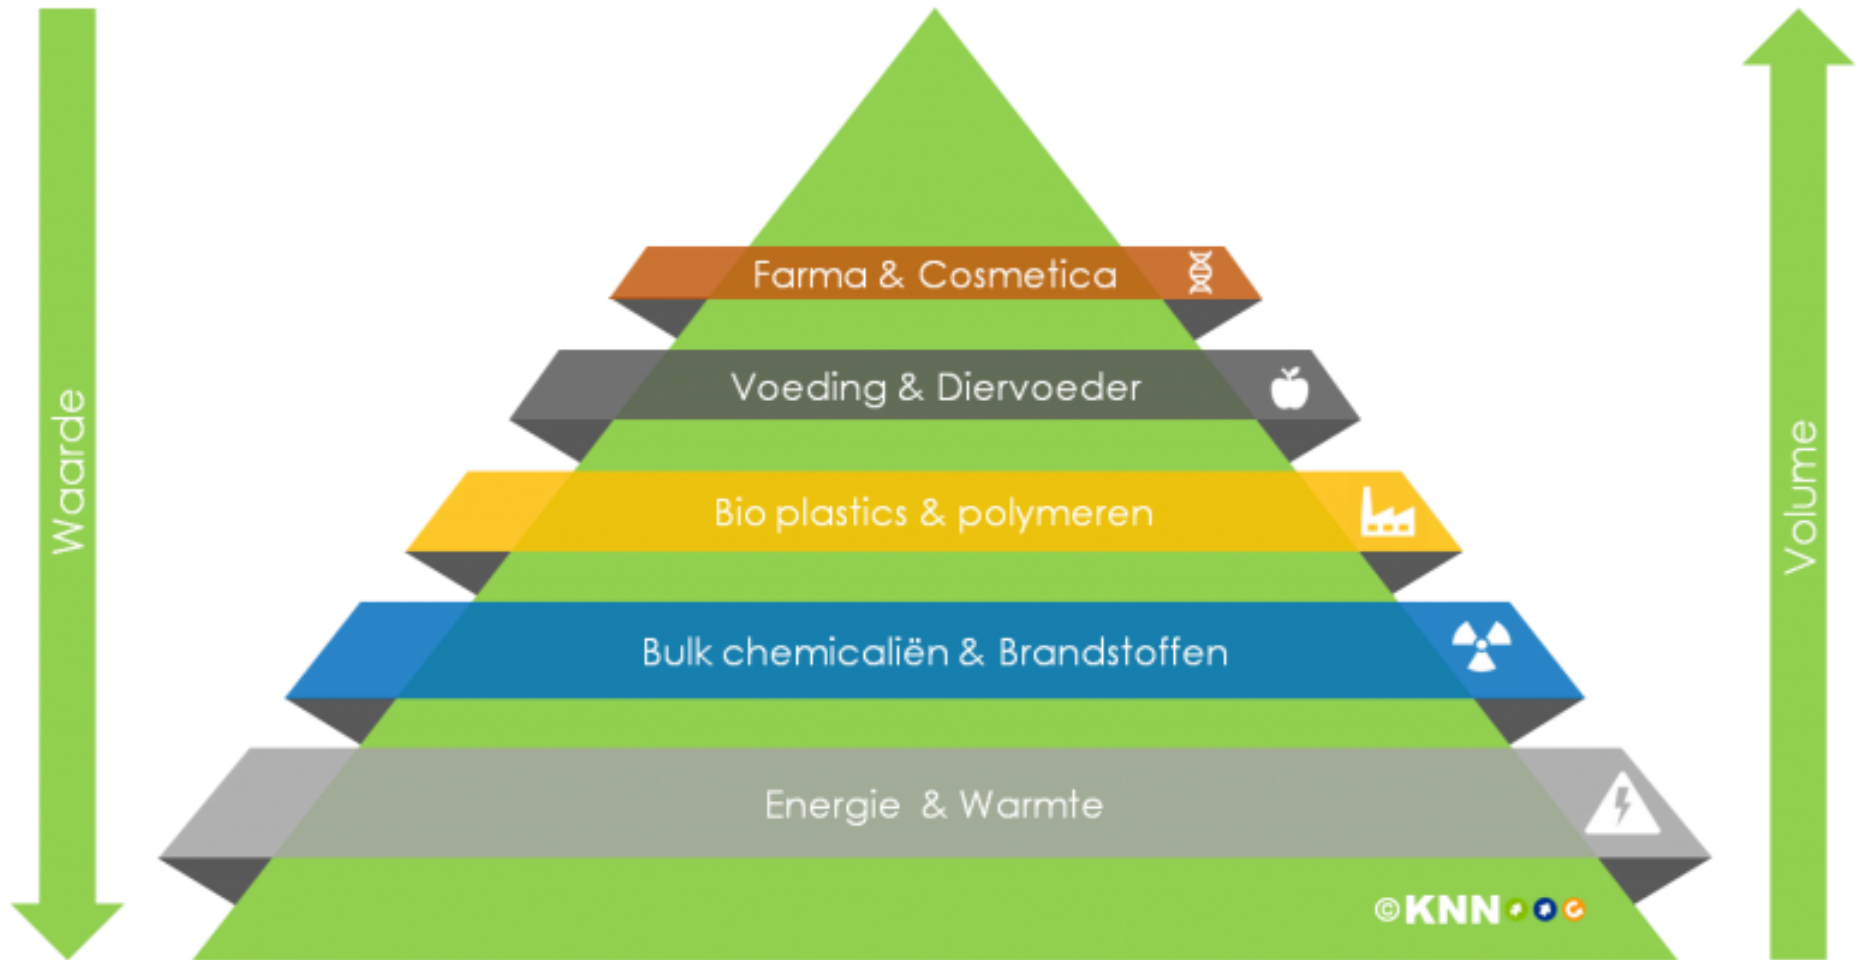 Waarde
Farma & Cosmetica
Voeding & Diervoeder
Bio plastics & polymeren
Bulk chemicaliën & Brandstoffen
Energie & Warmte
Volume
©KNN